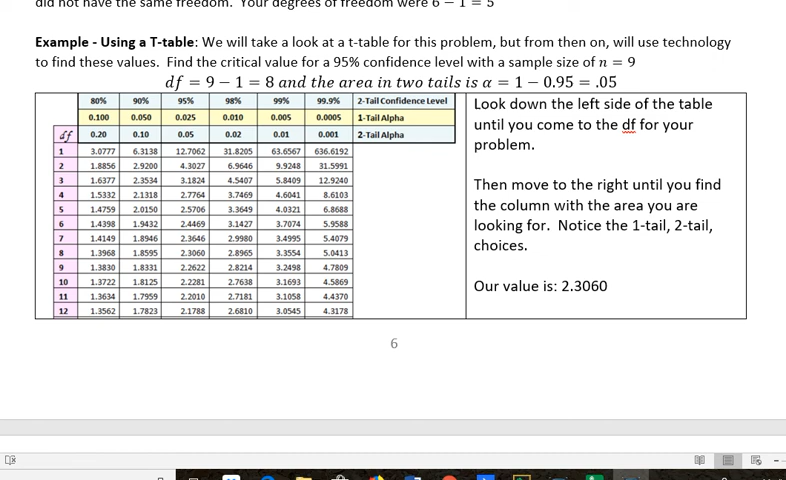 did not have the same freedom. Your degrees of freedom were 6 − 1 = 5
Example - Using a T-table: We will take a look at a t-table for this problem, but from then on, will use technology
to find these values. Find the critical value for a 95% confidence level with a sample size of n = 9
df = 9 − 1 = 8 and the area in two tails is α = 1 − 0.95 = .05
80% 90% 95% 98% 99% 99.9% 2-Tail Confidence Level
0.100 0.050 0.025 0.010 0.005 0.0005 1-Tail Alpha
df 0.20 0.10 0.05 0.02 0.01 0.001 2-Tail Alpha
1 3.0777 6.3138 12.7062 31.8205 63.6567 636.6192
2 1.8856 2.9200 4.3027 6.9646 9.9248 31.5991
3 1.6377 2.3534 3.1824 4.5407 5.8409 12.9240
4 1.5332 2.1318 2.7764 3.7469 4.6041 8.6103
5 1.4759 2.0150 2.5706 3.3649 4.0321 6.8688
6 1.4398 1.9432 2.4469 3.1427 3.7074 5.9588
7 1.4149 1.8946 2.3646 2.9980 3.4995 5.4079
8 1.3968 1.8595 2.3060 2.8965 3.3554 5.0413
9 1.3830 1.8331 2.2622 2.8214 3.2498 4.7809
10 1.3722 1.8125 2.2281 2.7638 3.1693 4.5869
11 1.3634 1.7959 2.2010 2.7181 3.1058 4.4370
12 1.3562 1.7823 2.1788 2.6810 3.0545 4.3178
Look down the left side of the table
until you come to the df for your
problem.
Then move to the right until you find
the column with the area you are
looking for. Notice the 1-tail, 2-tail,
choices.
Our value is: 2.3060
6